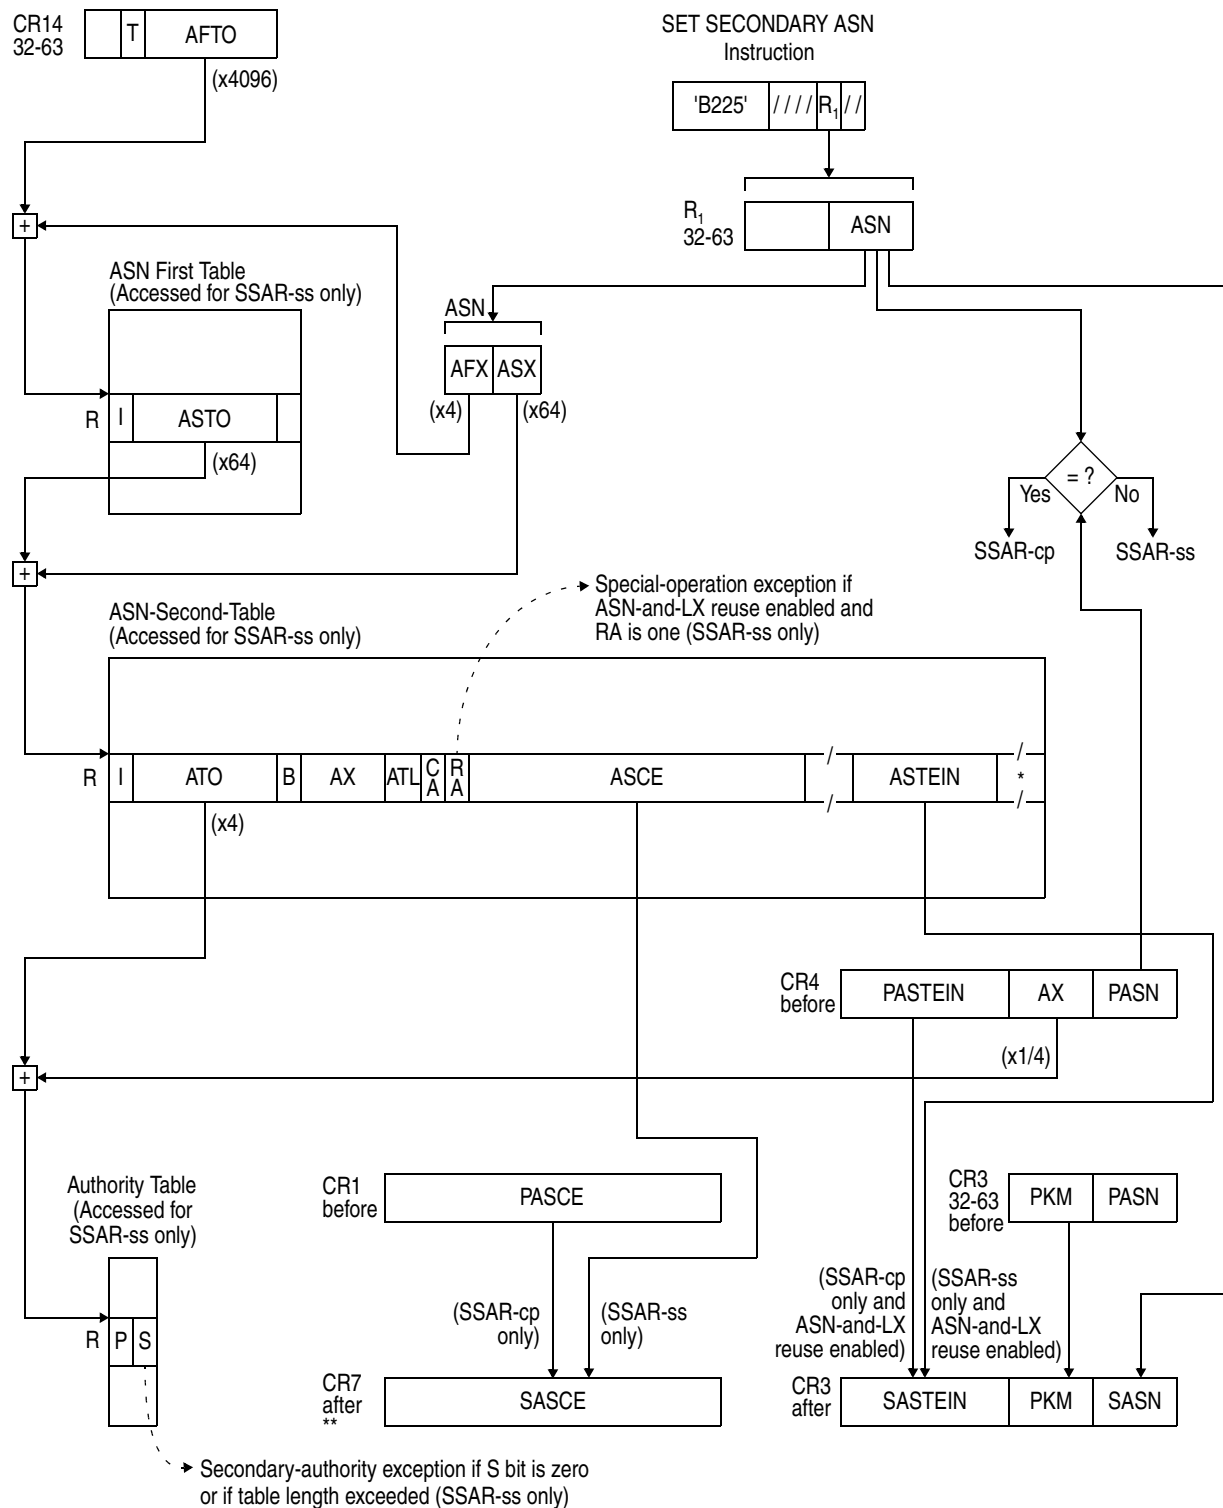 CR14
32-63
T
AFTO
(x4096)
SET SECONDARY ASN
Instruction
'B225'
////
R1
//
R1
32-63
ASN
+
ASN First Table
(Accessed for SSAR-ss only)
R
I
ASTO
(x64)
ASN
AFX
ASX
(x4)
(x64)
= ?
Yes
No
SSAR-cp
SSAR-ss
+
ASN-Second-Table
(Accessed for SSAR-ss only)
Special-operation exception if
ASN-and-LX reuse enabled and
RA is one (SSAR-ss only)
R
I
ATO
B
AX
ATL
CA
RA
ASCE
/
/
ASTEIN
/
*
/
(x4)
CR4
before
PASTEIN
AX
PASN
(x1/4)
+
Authority Table
(Accessed for
SSAR-ss only)
R
P
S
CR1
before
PASCE
CR3
32-63
before
PKM
PASN
(SSAR-cp
only)
(SSAR-ss
only)
(SSAR-cp
only and
ASN-and-LX
reuse enabled)
(SSAR-ss
only and
ASN-and-LX
reuse enabled)
CR7
after
**
SASCE
CR3
after
SASTEIN
PKM
SASN
Secondary-authority exception if S bit is zero
or if table length exceeded (SSAR-ss only)